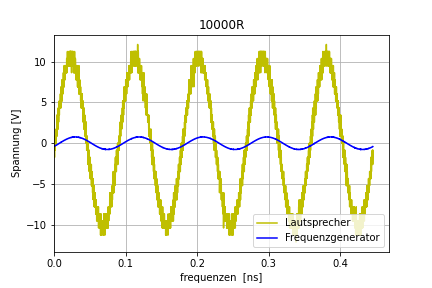 10000R
10
5
0
−5
−10
Spannung [V]
0.0 0.1 0.2 0.3 0.4
frequenzen  [ns]
Lautsprecher
Frequenzgenerator